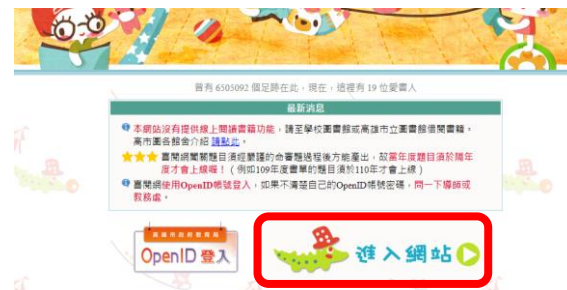 曾有 6505092 個足跡在此，現在，這裡有 19 位愛書人
最新消息
本網站沒有提供線上閱讀書籍功能，請至學校圖書館或高雄市立圖書館借閱書籍，
高市圖各館舍介紹 請點此。
喜閱網闖關題目須經嚴謹的命審題過程後方能產出，故當年度題目須於隔年
度才會上線喔！（例如109年度書單的題目須於110年才會上線）
喜閱網使用OpenID帳號登入，如果不清楚自己的OpenID帳號密碼，問一下導師或
教務處。
高雄市政府教育局
OpenID 登入
進入網站